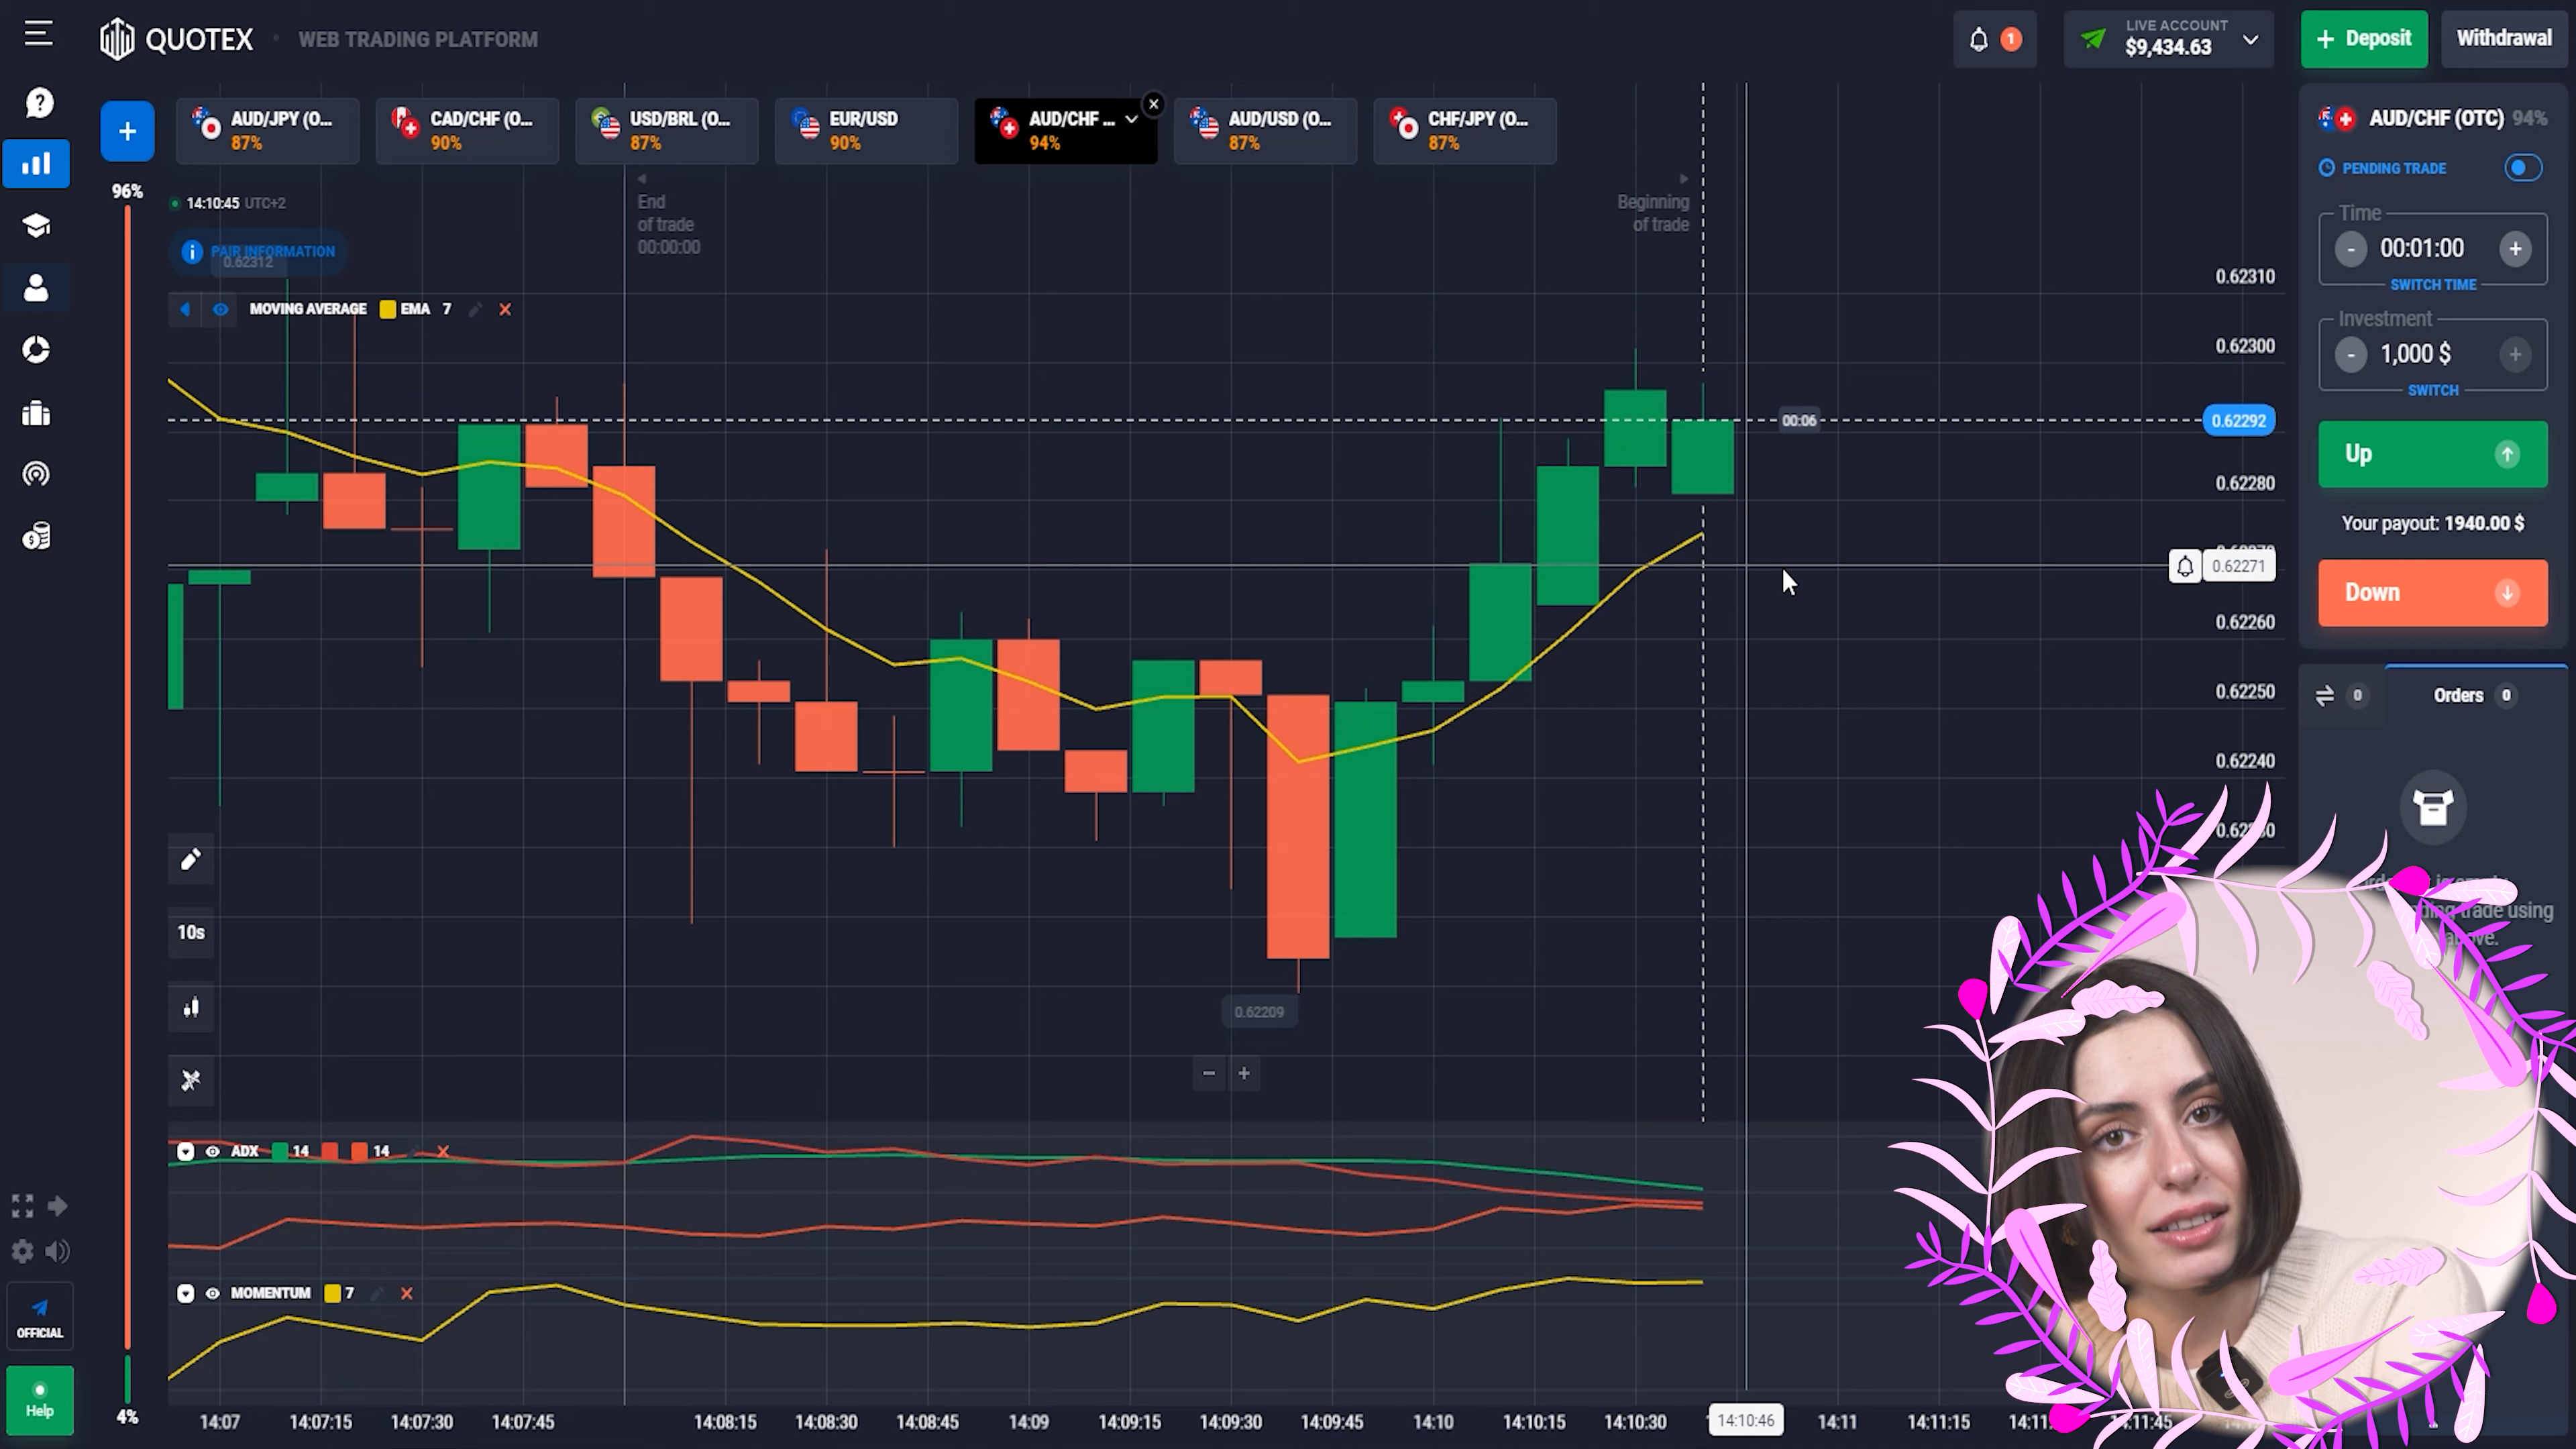 QUOTEX
WEB TRADING PLATFORM
1
LIVE ACCOUNT
$9,434.63
+ Deposit
Withdrawal
+
AUD/JPY (O...
87%
CAD/CHF (O...
90%
USD/BRL (O...
87%
EUR/USD
90%
AUD/CHF ...
94%
AUD/USD (O...
87%
CHF/JPY (O...
87%
96%
14:10:45 UTC+2
End
of trade
00:00:00
Beginning
of trade
PAIR INFORMATION
0.62312
MOVING AVERAGE EMA 7
0.62310
0.62300
00:06
0.62292
0.62280
0.62271
0.62260
0.62250
0.62240
0.62209
10s
- +
ADX 14 14
MOMENTUM 7
OFFICIAL
Help
4%
14:07 14:07:15 14:07:30 14:07:45 14:08:15 14:08:30 14:08:45 14:09 14:09:15 14:09:30 14:09:45 14:10 14:10:15 14:10:30 14:10:46 14:11 14:11:15
AUD/CHF (OTC) 94%
PENDING TRADE
Time
- 00:01:00 +
SWITCH TIME
Investment
- 1,000 $ +
SWITCH
Up
Your payout: 1940.00 $
Down
0
Orders 0
trade using